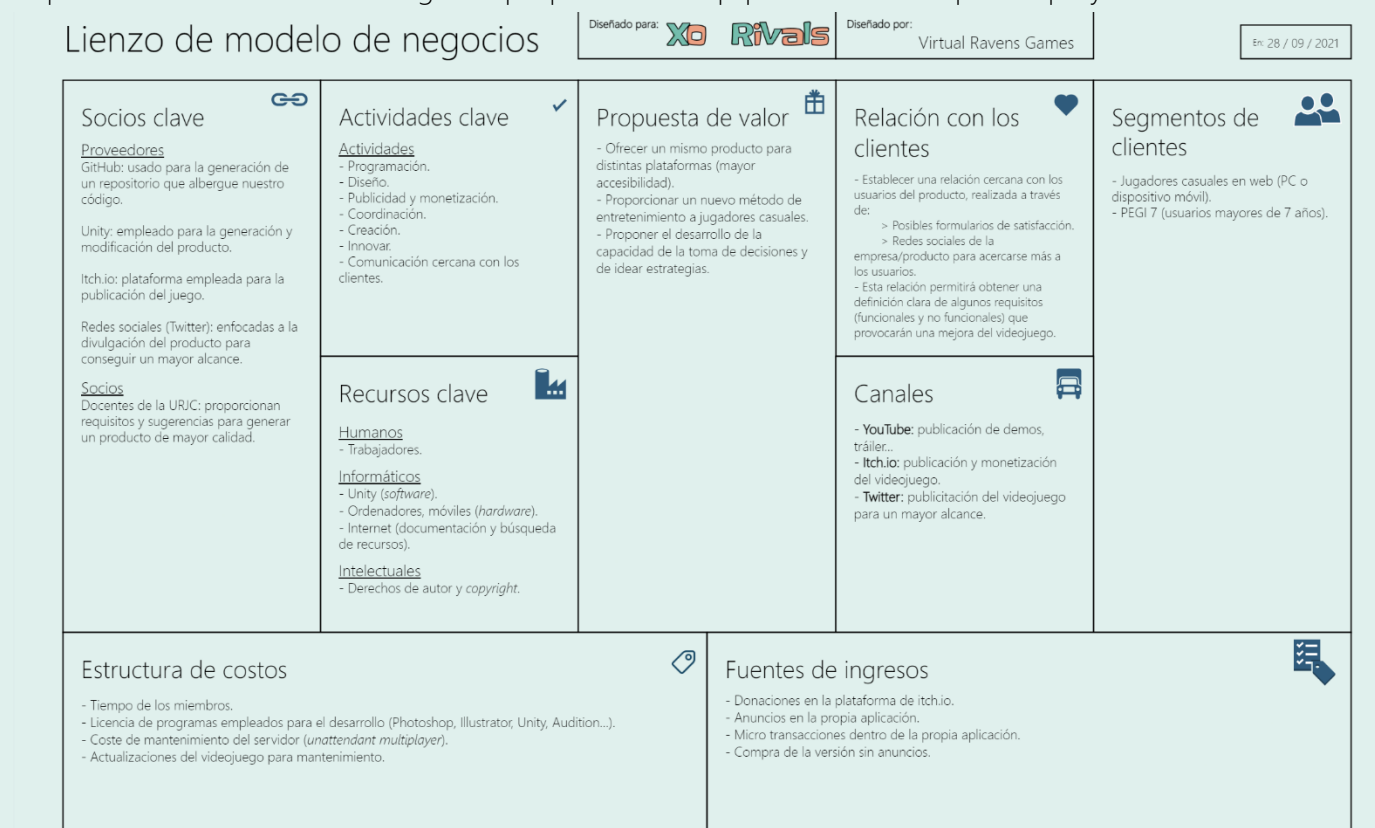 Lienzo de modelo de negocios
Diseñado para:
XO Rivals
Diseñado por:
Virtual Ravens Games
En: 28 / 09 / 2021
Socios clave
Proveedores
GitHub: usado para la generación de
un repositorio que albergue nuestro
código.
Unity: empleado para la generación y
modificación del producto.
Itch.io: plataforma empleada para la
publicación del juego.
Redes sociales (Twitter): enfocadas a la
divulgación del producto para
conseguir un mayor alcance.
Socios
Docentes de la URJC: proporcionan
requisitos y sugerencias para generar
un producto de mayor calidad.
Actividades clave
Actividades
- Programación.
- Diseño.
- Publicidad y monetización.
- Coordinación.
- Creación.
- Innovar.
- Comunicación cercana con los
clientes.
Recursos clave
Humanos
- Trabajadores.
Informáticos
- Unity (software).
- Ordenadores, móviles (hardware).
- Internet (documentación y búsqueda
de recursos).
Intelectuales
- Derechos de autor y copyright.
Propuesta de valor
- Ofrecer un mismo producto para
distintas plataformas (mayor
accesibilidad).
- Proporcionar un nuevo método de
entretenimiento a jugadores casuales.
- Proponer el desarrollo de la
capacidad de la toma de decisiones y
de idear estrategias.
Relación con los
clientes
- Establecer una relación cercana con los
usuarios del producto, realizada a través
de:
> Posibles formularios de satisfacción.
> Redes sociales de la
empresa/producto para acercarse más a
los usuarios.
- Esta relación permitirá obtener una
definición clara de algunos requisitos
(funcionales y no funcionales) que
provocarán una mejora del videojuego.
Canales
- YouTube: publicación de demos,
tráiler...
- Itch.io: publicación y monetización
del videojuego.
- Twitter: publicitación del videojuego
para un mayor alcance.
Segmentos de
clientes
- Jugadores casuales en web (PC o
dispositivo móvil).
- PEGI 7 (usuarios mayores de 7 años).
Estructura de costos
- Tiempo de los miembros.
- Licencia de programas empleados para el desarrollo (Photoshop, Illustrator, Unity, Audition...).
- Coste de mantenimiento del servidor (unattendant multiplayer).
- Actualizaciones del videojuego para mantenimiento.
Fuentes de ingresos
- Donaciones en la plataforma de itch.io.
- Anuncios en la propia aplicación.
- Micro transacciones dentro de la propia aplicación.
- Compra de la versión sin anuncios.